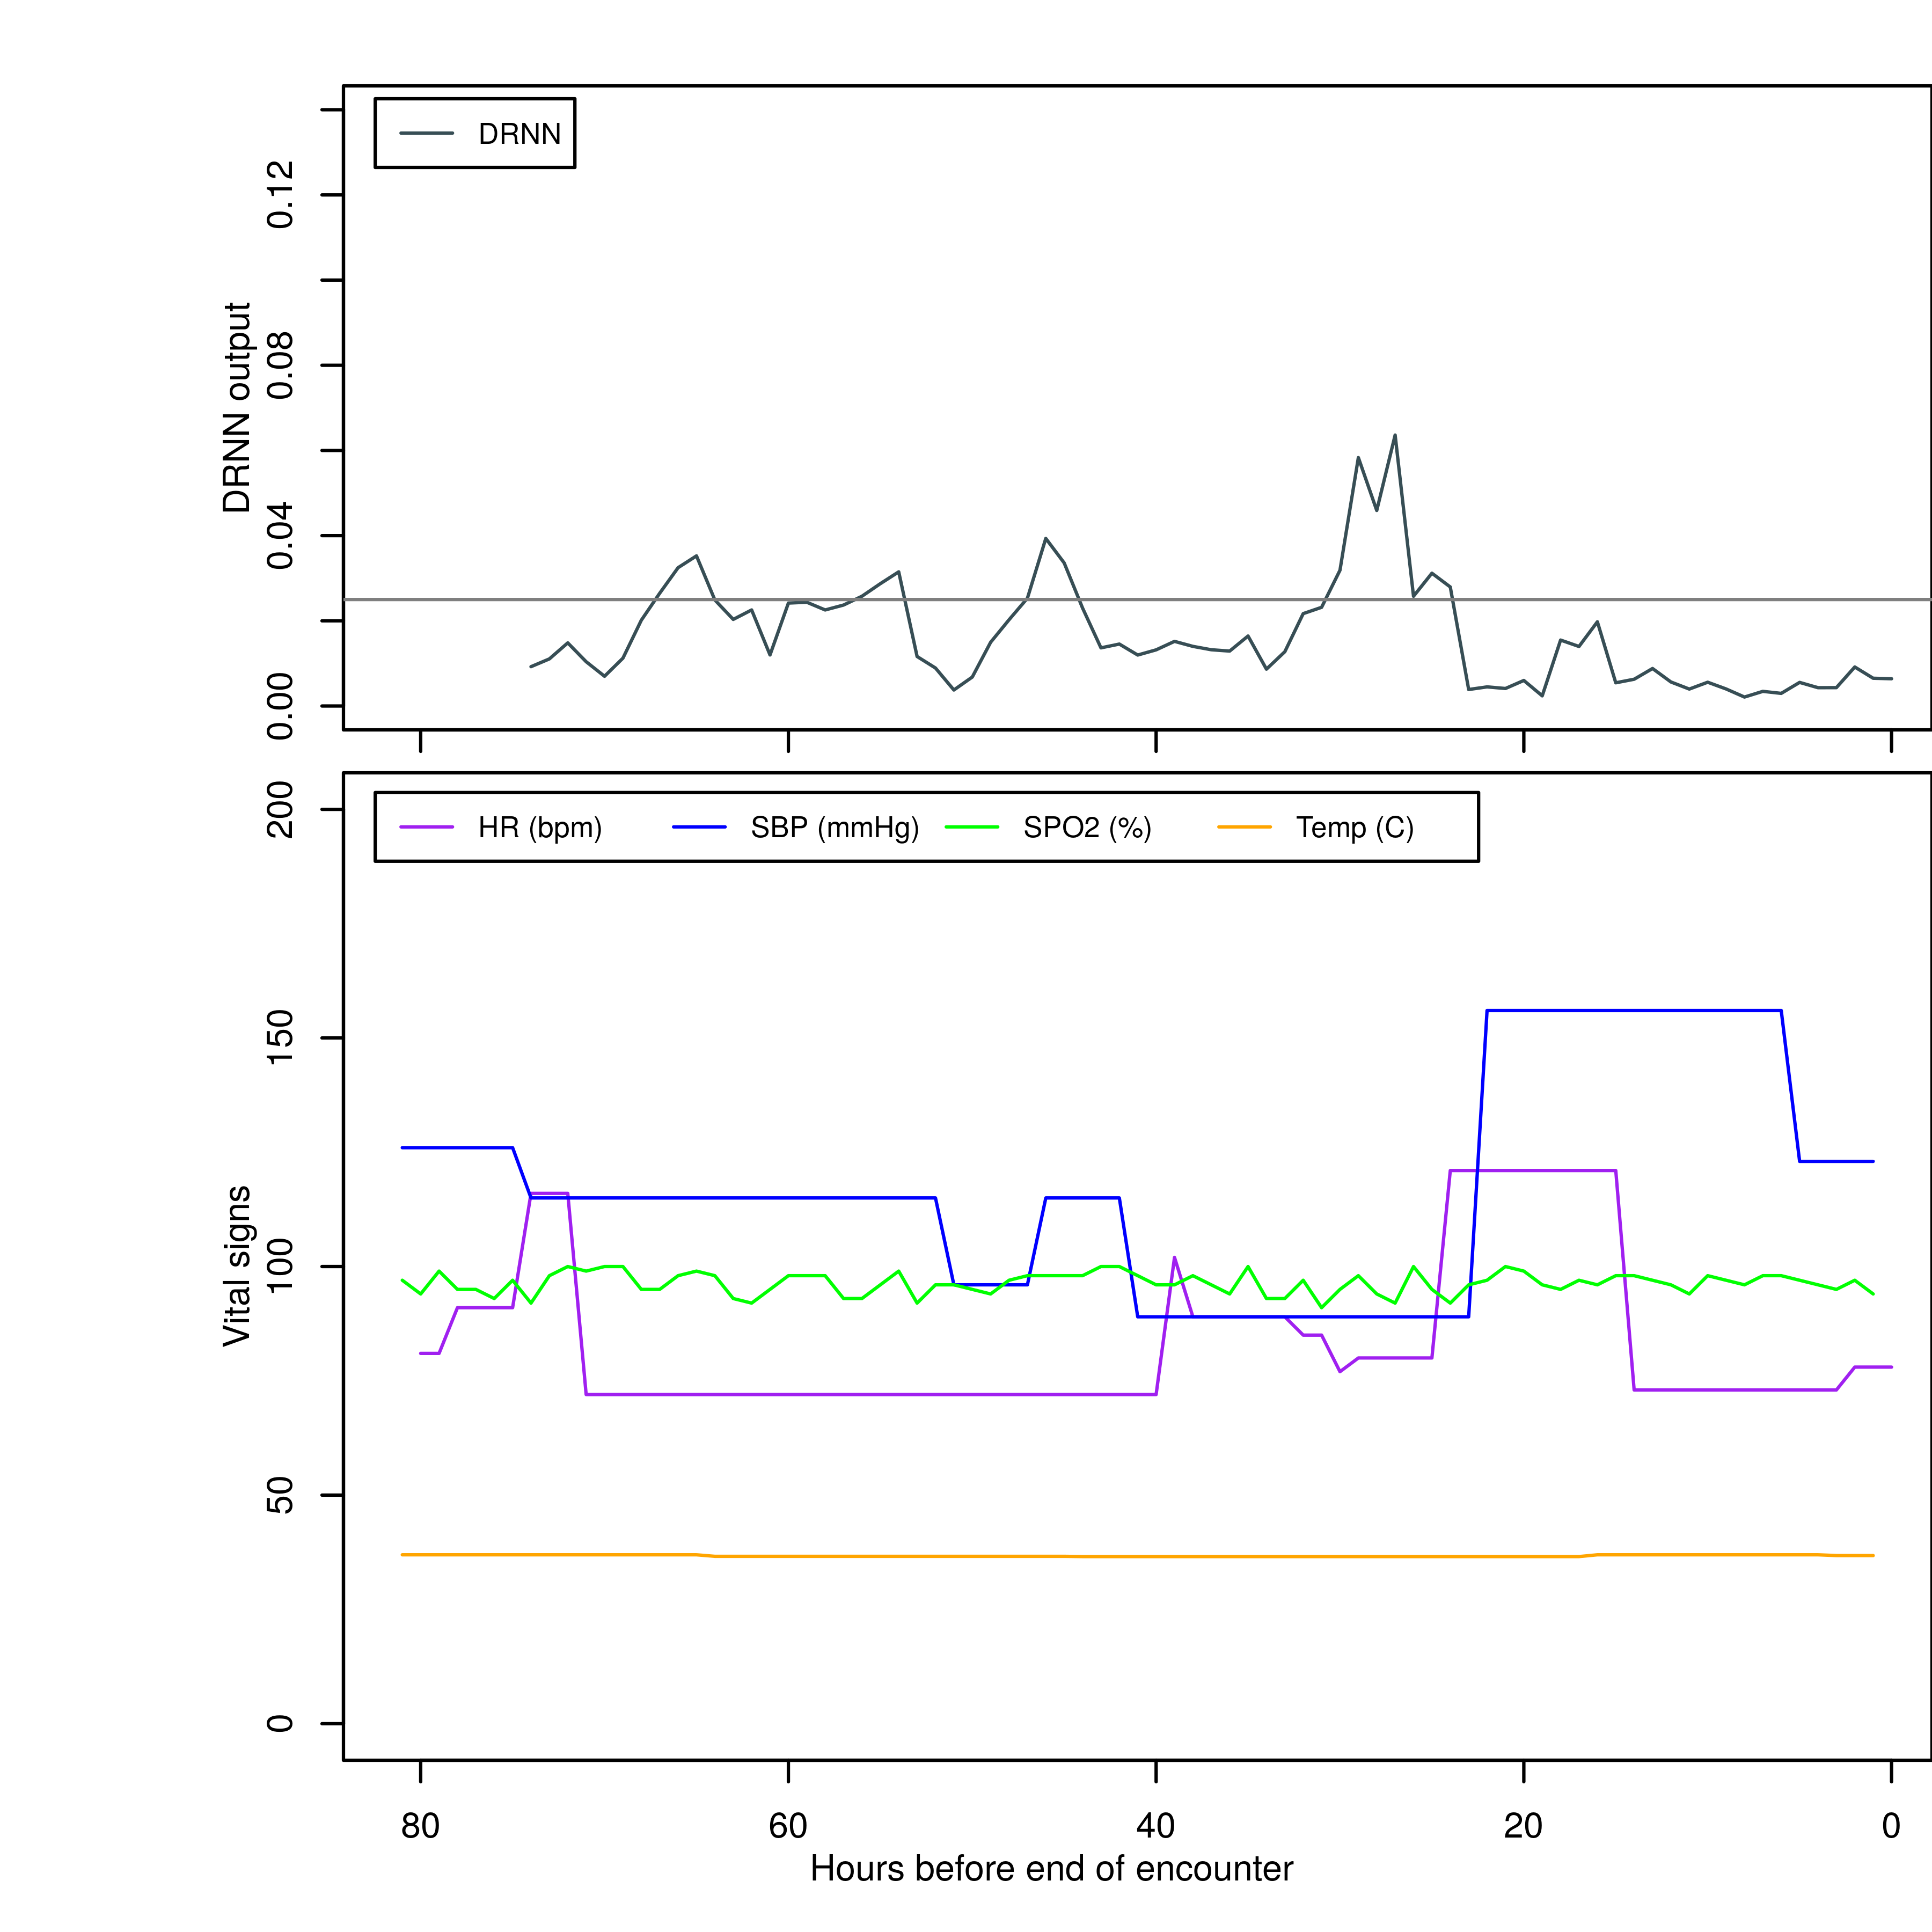 DRNN
DRNN output
0.00
0.04
0.08
0.12
HR (bpm) SBP (mmHg) SPO2 (%) Temp (C)
Vital signs
0
50
100
150
200
80 60 40 20 0
Hours before end of encounter